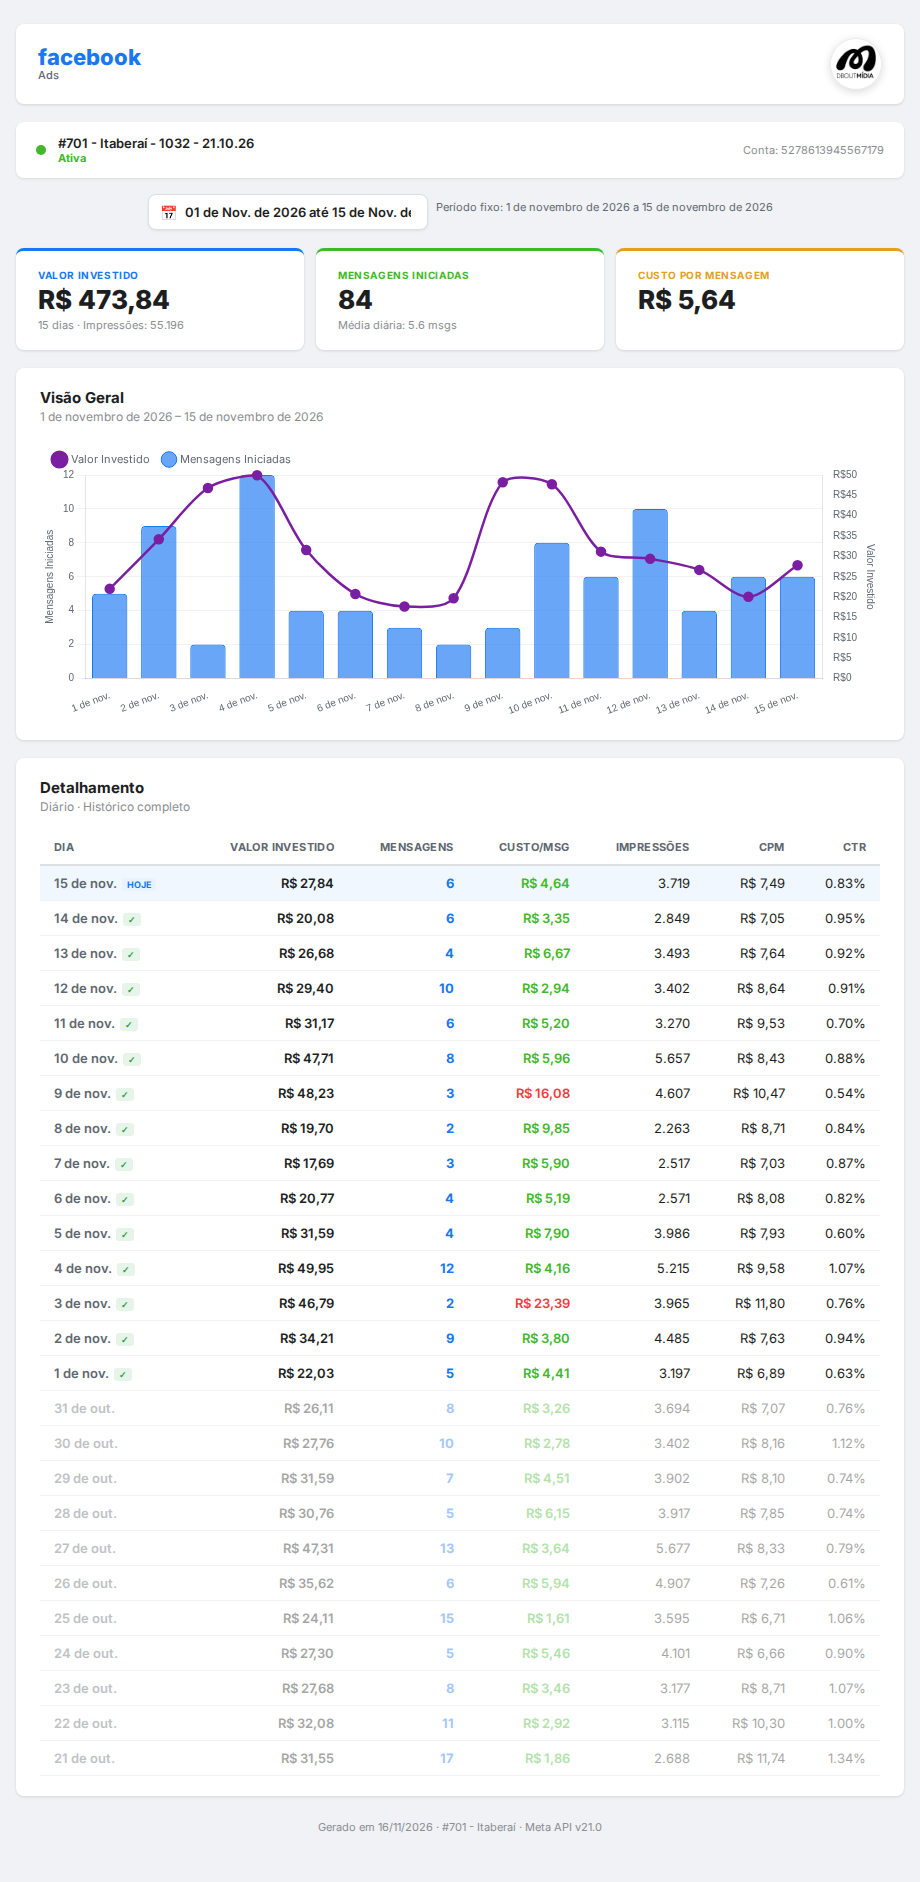 facebook
Ads
DBOUTMÍDIA
#701 - Itaberaí - 1032 - 21.10.26
Ativa
Conta: 5278613945567179
📅 01 de Nov. de 2026 até 15 de Nov. de
Período fixo: 1 de novembro de 2026 a 15 de novembro de 2026
VALOR INVESTIDO
R$ 473,84
15 dias · Impressões: 55.196
MENSAGENS INICIADAS
84
Média diária: 5.6 msgs
CUSTO POR MENSAGEM
R$ 5,64
Visão Geral
1 de novembro de 2026 – 15 de novembro de 2026
Valor Investido Mensagens Iniciadas
Mensagens Iniciadas
12
10
8
6
4
2
0
R$50
R$45
R$40
R$35
R$30
R$25
R$20
R$15
R$10
R$5
R$0
Valor Investido
1 de nov. 2 de nov. 3 de nov. 4 de nov. 5 de nov. 6 de nov. 7 de nov. 8 de nov. 9 de nov. 10 de nov. 11 de nov. 12 de nov. 13 de nov. 14 de nov. 15 de nov.
Detalhamento
Diário · Histórico completo
DIA VALOR INVESTIDO MENSAGENS CUSTO/MSG IMPRESSÕES CPM CTR
15 de nov. HOJE R$ 27,84 6 R$ 4,64 3.719 R$ 7,49 0.83%
14 de nov. ✓ R$ 20,08 6 R$ 3,35 2.849 R$ 7,05 0.95%
13 de nov. ✓ R$ 26,68 4 R$ 6,67 3.493 R$ 7,64 0.92%
12 de nov. ✓ R$ 29,40 10 R$ 2,94 3.402 R$ 8,64 0.91%
11 de nov. ✓ R$ 31,17 6 R$ 5,20 3.270 R$ 9,53 0.70%
10 de nov. ✓ R$ 47,71 8 R$ 5,96 5.657 R$ 8,43 0.88%
9 de nov. ✓ R$ 48,23 3 R$ 16,08 4.607 R$ 10,47 0.54%
8 de nov. ✓ R$ 19,70 2 R$ 9,85 2.263 R$ 8,71 0.84%
7 de nov. ✓ R$ 17,69 3 R$ 5,90 2.517 R$ 7,03 0.87%
6 de nov. ✓ R$ 20,77 4 R$ 5,19 2.571 R$ 8,08 0.82%
5 de nov. ✓ R$ 31,59 4 R$ 7,90 3.986 R$ 7,93 0.60%
4 de nov. ✓ R$ 49,95 12 R$ 4,16 5.215 R$ 9,58 1.07%
3 de nov. ✓ R$ 46,79 2 R$ 23,39 3.965 R$ 11,80 0.76%
2 de nov. ✓ R$ 34,21 9 R$ 3,80 4.485 R$ 7,63 0.94%
1 de nov. ✓ R$ 22,03 5 R$ 4,41 3.197 R$ 6,89 0.63%
31 de out. R$ 26,11 8 R$ 3,26 3.694 R$ 7,07 0.76%
30 de out. R$ 27,76 10 R$ 2,78 3.402 R$ 8,16 1.12%
29 de out. R$ 31,59 7 R$ 4,51 3.902 R$ 8,10 0.74%
28 de out. R$ 30,76 5 R$ 6,15 3.917 R$ 7,85 0.74%
27 de out. R$ 47,31 13 R$ 3,64 5.677 R$ 8,33 0.79%
26 de out. R$ 35,62 6 R$ 5,94 4.907 R$ 7,26 0.61%
25 de out. R$ 24,11 15 R$ 1,61 3.595 R$ 6,71 1.06%
24 de out. R$ 27,30 5 R$ 5,46 4.101 R$ 6,66 0.90%
23 de out. R$ 27,68 8 R$ 3,46 3.177 R$ 8,71 1.07%
22 de out. R$ 32,08 11 R$ 2,92 3.115 R$ 10,30 1.00%
21 de out. R$ 31,55 17 R$ 1,86 2.688 R$ 11,74 1.34%
Gerado em 16/11/2026 · #701 - Itaberaí · Meta API v21.0